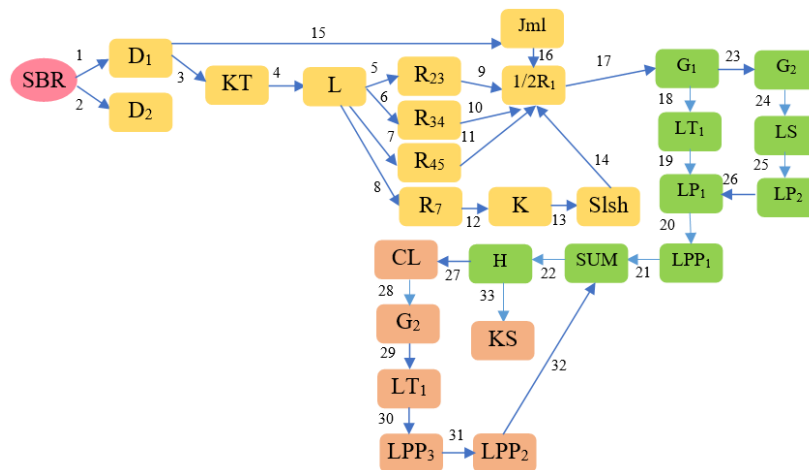 Jml
15
16
1
D₁
SBR
3
KT
4
L
2
D₂
5
R₂₃
9
1/2R₁
17
G₁
23
G₂
6
10
R₃₄
18
24
7
11
R₄₅
LT₁
LS
8
14
19
25
R₇
12
K
13
Slsh
LP₁
26
LP₂
20
CL
27
H
22
SUM
21
LPP₁
28
33
G₂
KS
29
32
LT₁
30
LPP₃
31
LPP₂